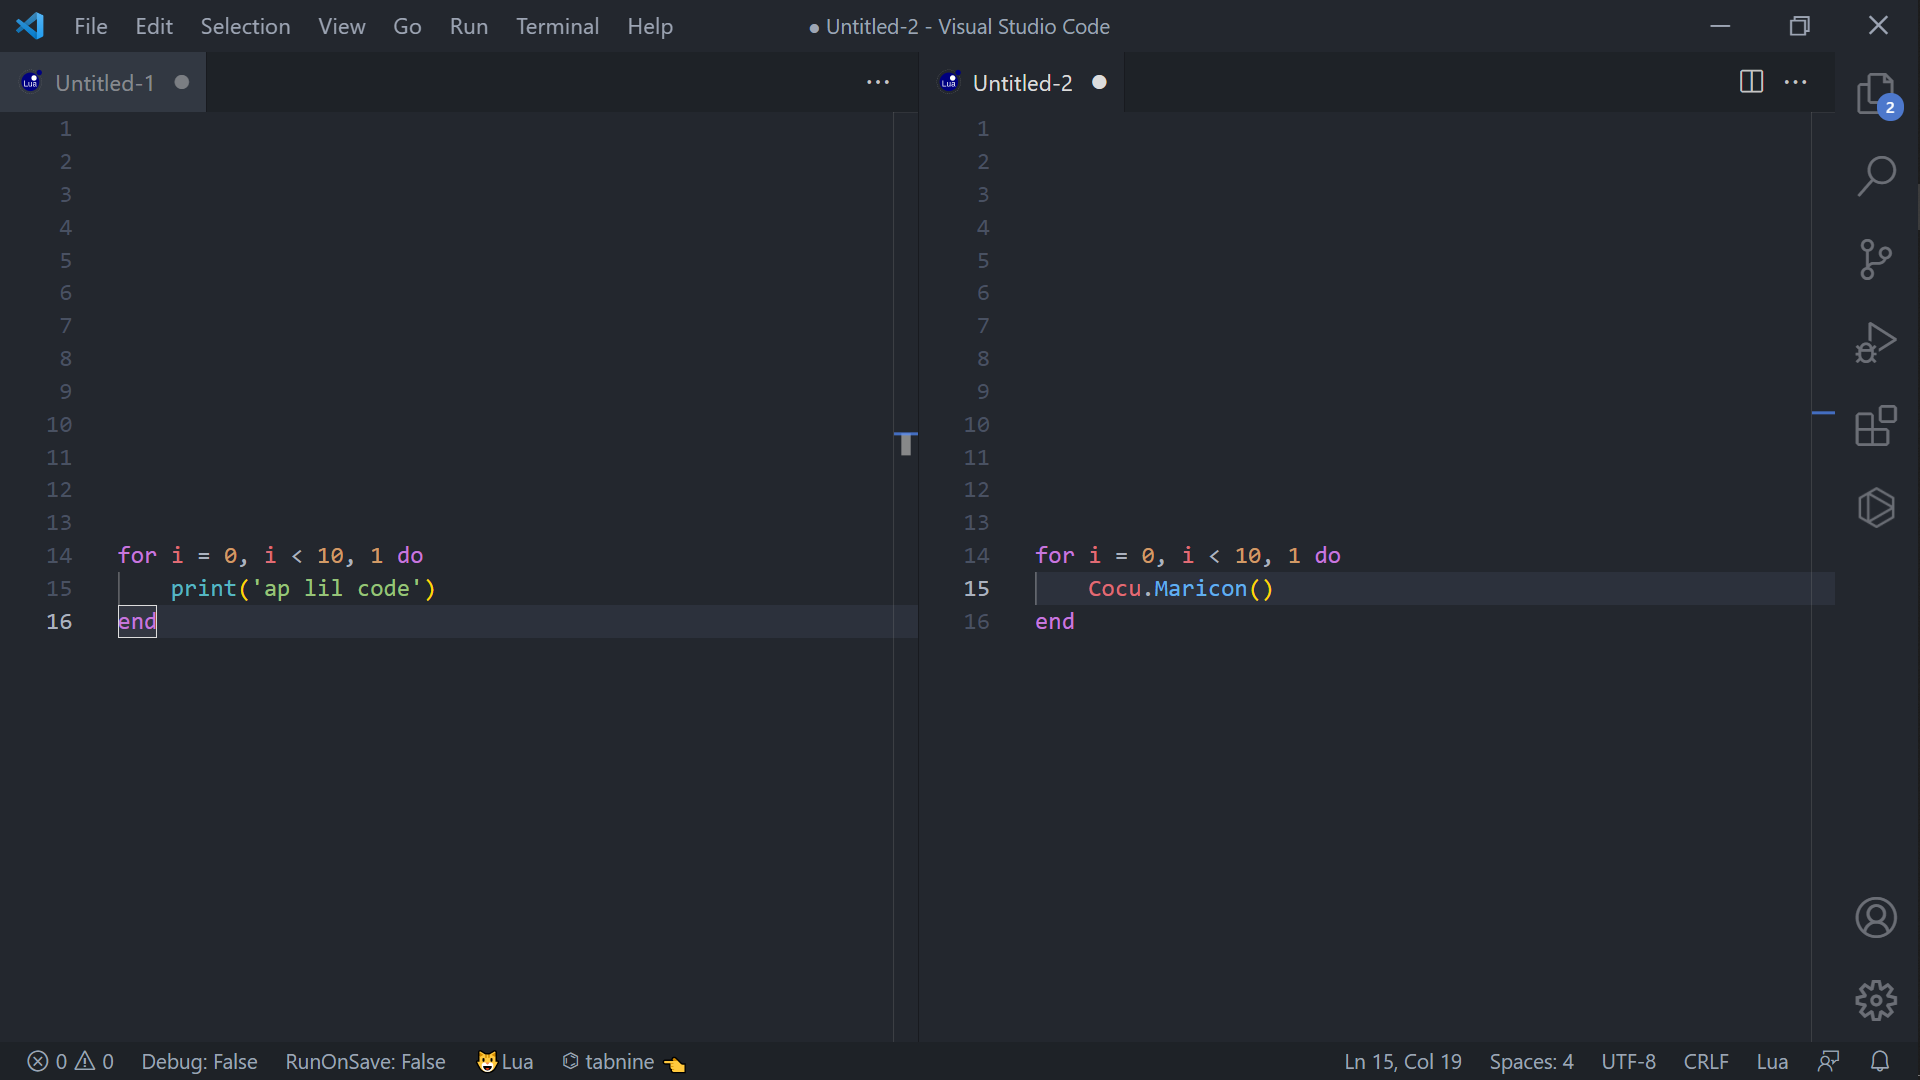 File Edit Selection View Go Run Terminal Help ● Untitled-2 - Visual Studio Code
Lua Untitled-1 ● ···
Lua Untitled-2 ● ···
2
1
2
3
4
5
6
7
8
9
10
11
12
13
14 for i = 0, i < 10, 1 do
15     print('ap lil code')
16 end
1
2
3
4
5
6
7
8
9
10
11
12
13
14 for i = 0, i < 10, 1 do
15     Cocu.Maricon()
16 end
0 0 Debug: False RunOnSave: False 😺Lua tabnine 👈 Ln 15, Col 19 Spaces: 4 UTF-8 CRLF Lua